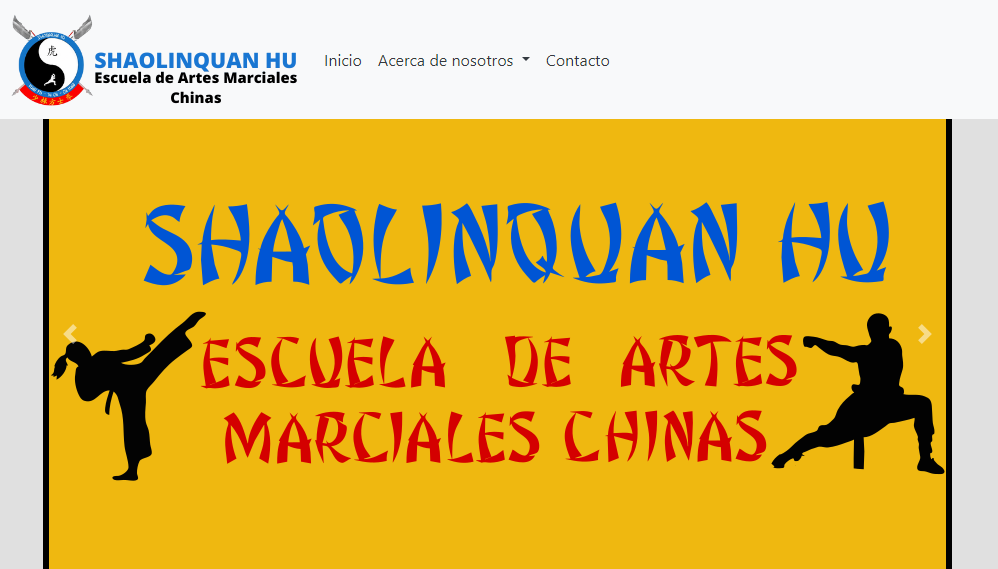 虎
SHAOLINQUAN HU
Escuela de Artes Marciales
Chinas
Inicio
Acerca de nosotros
Contacto
SHAOLINQUAN HU
ESCUELA DE ARTES
MARCIALES CHINAS